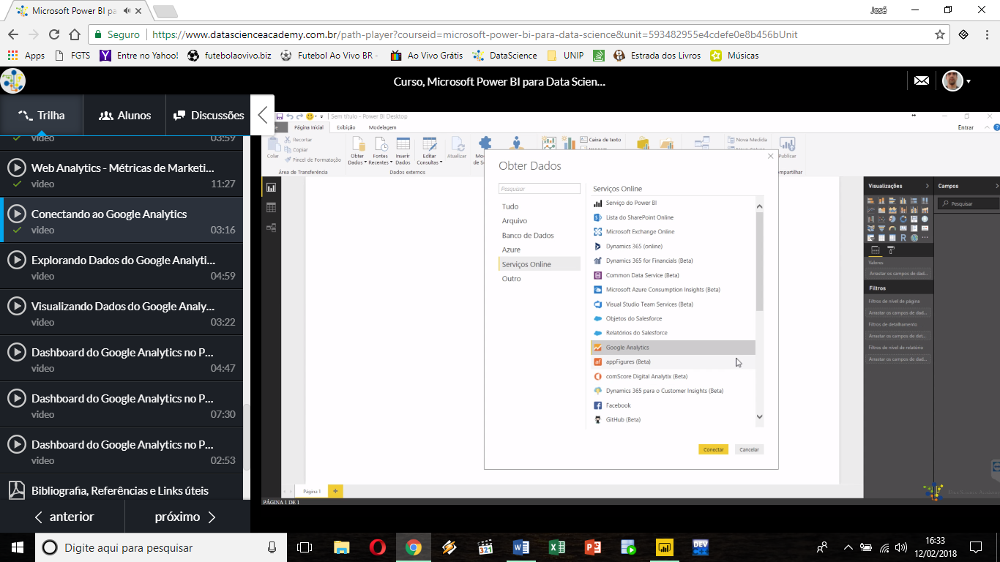 Microsoft Power BI pa
José
Seguro
https://www.datascienceacademy.com.br/path-player?courseid=microsoft-power-bi-para-data-science&unit=593482955e4cdefe0e8b456bUnit
Apps
FGTS
Entre no Yahoo!
futebolaovivo.biz
Futebol Ao Vivo BR -
Ao Vivo Grátis
DataScience
UNIP
Estrada dos Livros
Músicas
Curso, Microsoft Power BI para Data Scien...
Trilha
Alunos
Discussões
video 03:59
Web Analytics - Métricas de Marketi...
video 11:27
Conectando ao Google Analytics
video 03:16
Explorando Dados do Google Analyti...
video 04:59
Visualizando Dados do Google Analy...
video 03:22
Dashboard do Google Analytics no P...
video 04:47
Dashboard do Google Analytics no P...
video 07:30
Dashboard do Google Analytics no P...
video 02:53
Bibliografia, Referências e Links úteis
anterior
próximo
Sem título - Power BI Desktop
Página Inicial
Exibição
Modelagem
Entrar
Colar
Recortar
Copiar
Pincel de Formatação
Área de Transferência
Obter Dados
Fontes Recentes
Inserir Dados
Editar Consultas
Atualizar
Dados externos
Caixa de texto
Nova Medida
Publicar
Obter Dados
Pesquisar
Tudo
Arquivo
Banco de Dados
Azure
Serviços Online
Outro
Serviços Online
Serviço do Power BI
Lista do SharePoint Online
Microsoft Exchange Online
Dynamics 365 (online)
Dynamics 365 for Financials (Beta)
Common Data Service (Beta)
Microsoft Azure Consumption Insights (Beta)
Visual Studio Team Services (Beta)
Objetos do Salesforce
Relatórios do Salesforce
Google Analytics
appFigures (Beta)
comScore Digital Analytix (Beta)
Dynamics 365 para o Customer Insights (Beta)
Facebook
GitHub (Beta)
Conectar
Cancelar
Visualizações
Campos
Pesquisar
Valores
Arrastar os campos de dad...
Filtros
Filtros de nível de página
Arrastar os campos de dad...
Filtros de detalhamento
Arrastar os campos de det...
Filtros de nível de relatório
Arrastar os campos de dad...
Página 1
PÁGINA 1 DE 1
Digite aqui para pesquisar
16:33
12/02/2018